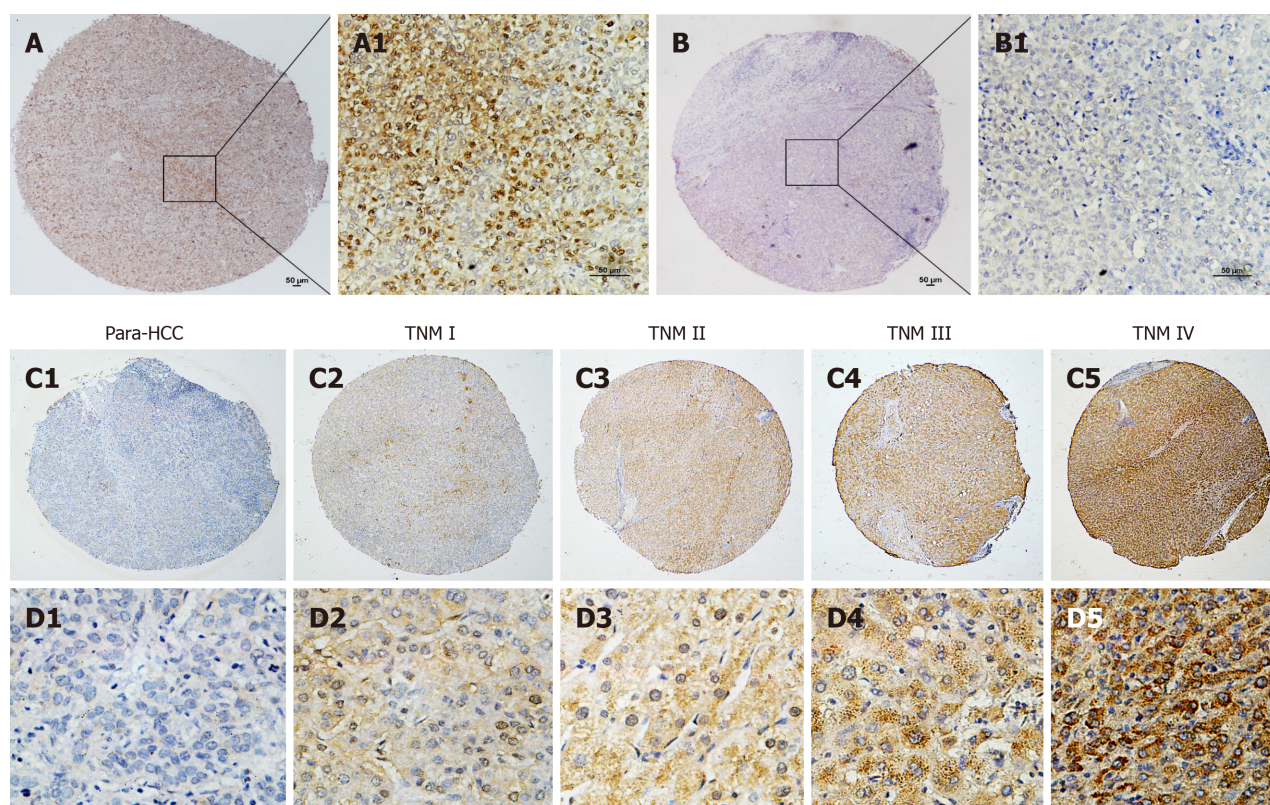 A
A1
B
B1
50 µm
50 µm
50 µm
50 µm
Para-HCC
TNM I
TNM II
TNM III
TNM IV
C1
C2
C3
C4
C5
D1
D2
D3
D4
D5